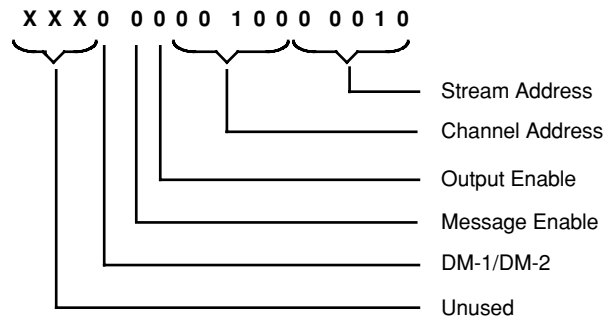 X X X 0 0 0 0 0 1 0 0 0 0 0 1 0
Stream Address
Channel Address
Output Enable
Message Enable
DM-1/DM-2
Unused